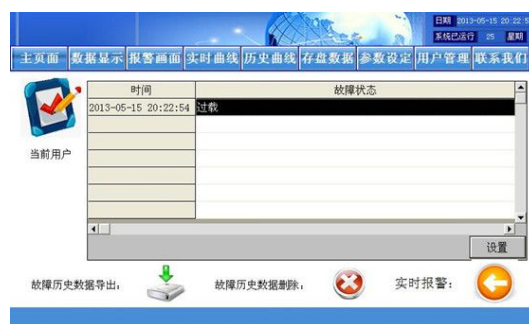 日期 2013-05-15 20:22:5
系统已运行 25 星期
主页面 数据显示 报警画面 实时曲线 历史曲线 存盘数据 参数设定 用户管理 联系我们
时间 故障状态
2013-05-15 20:22:54 过载
当前用户
设置
故障历史数据导出: 故障历史数据删除: 实时报警: